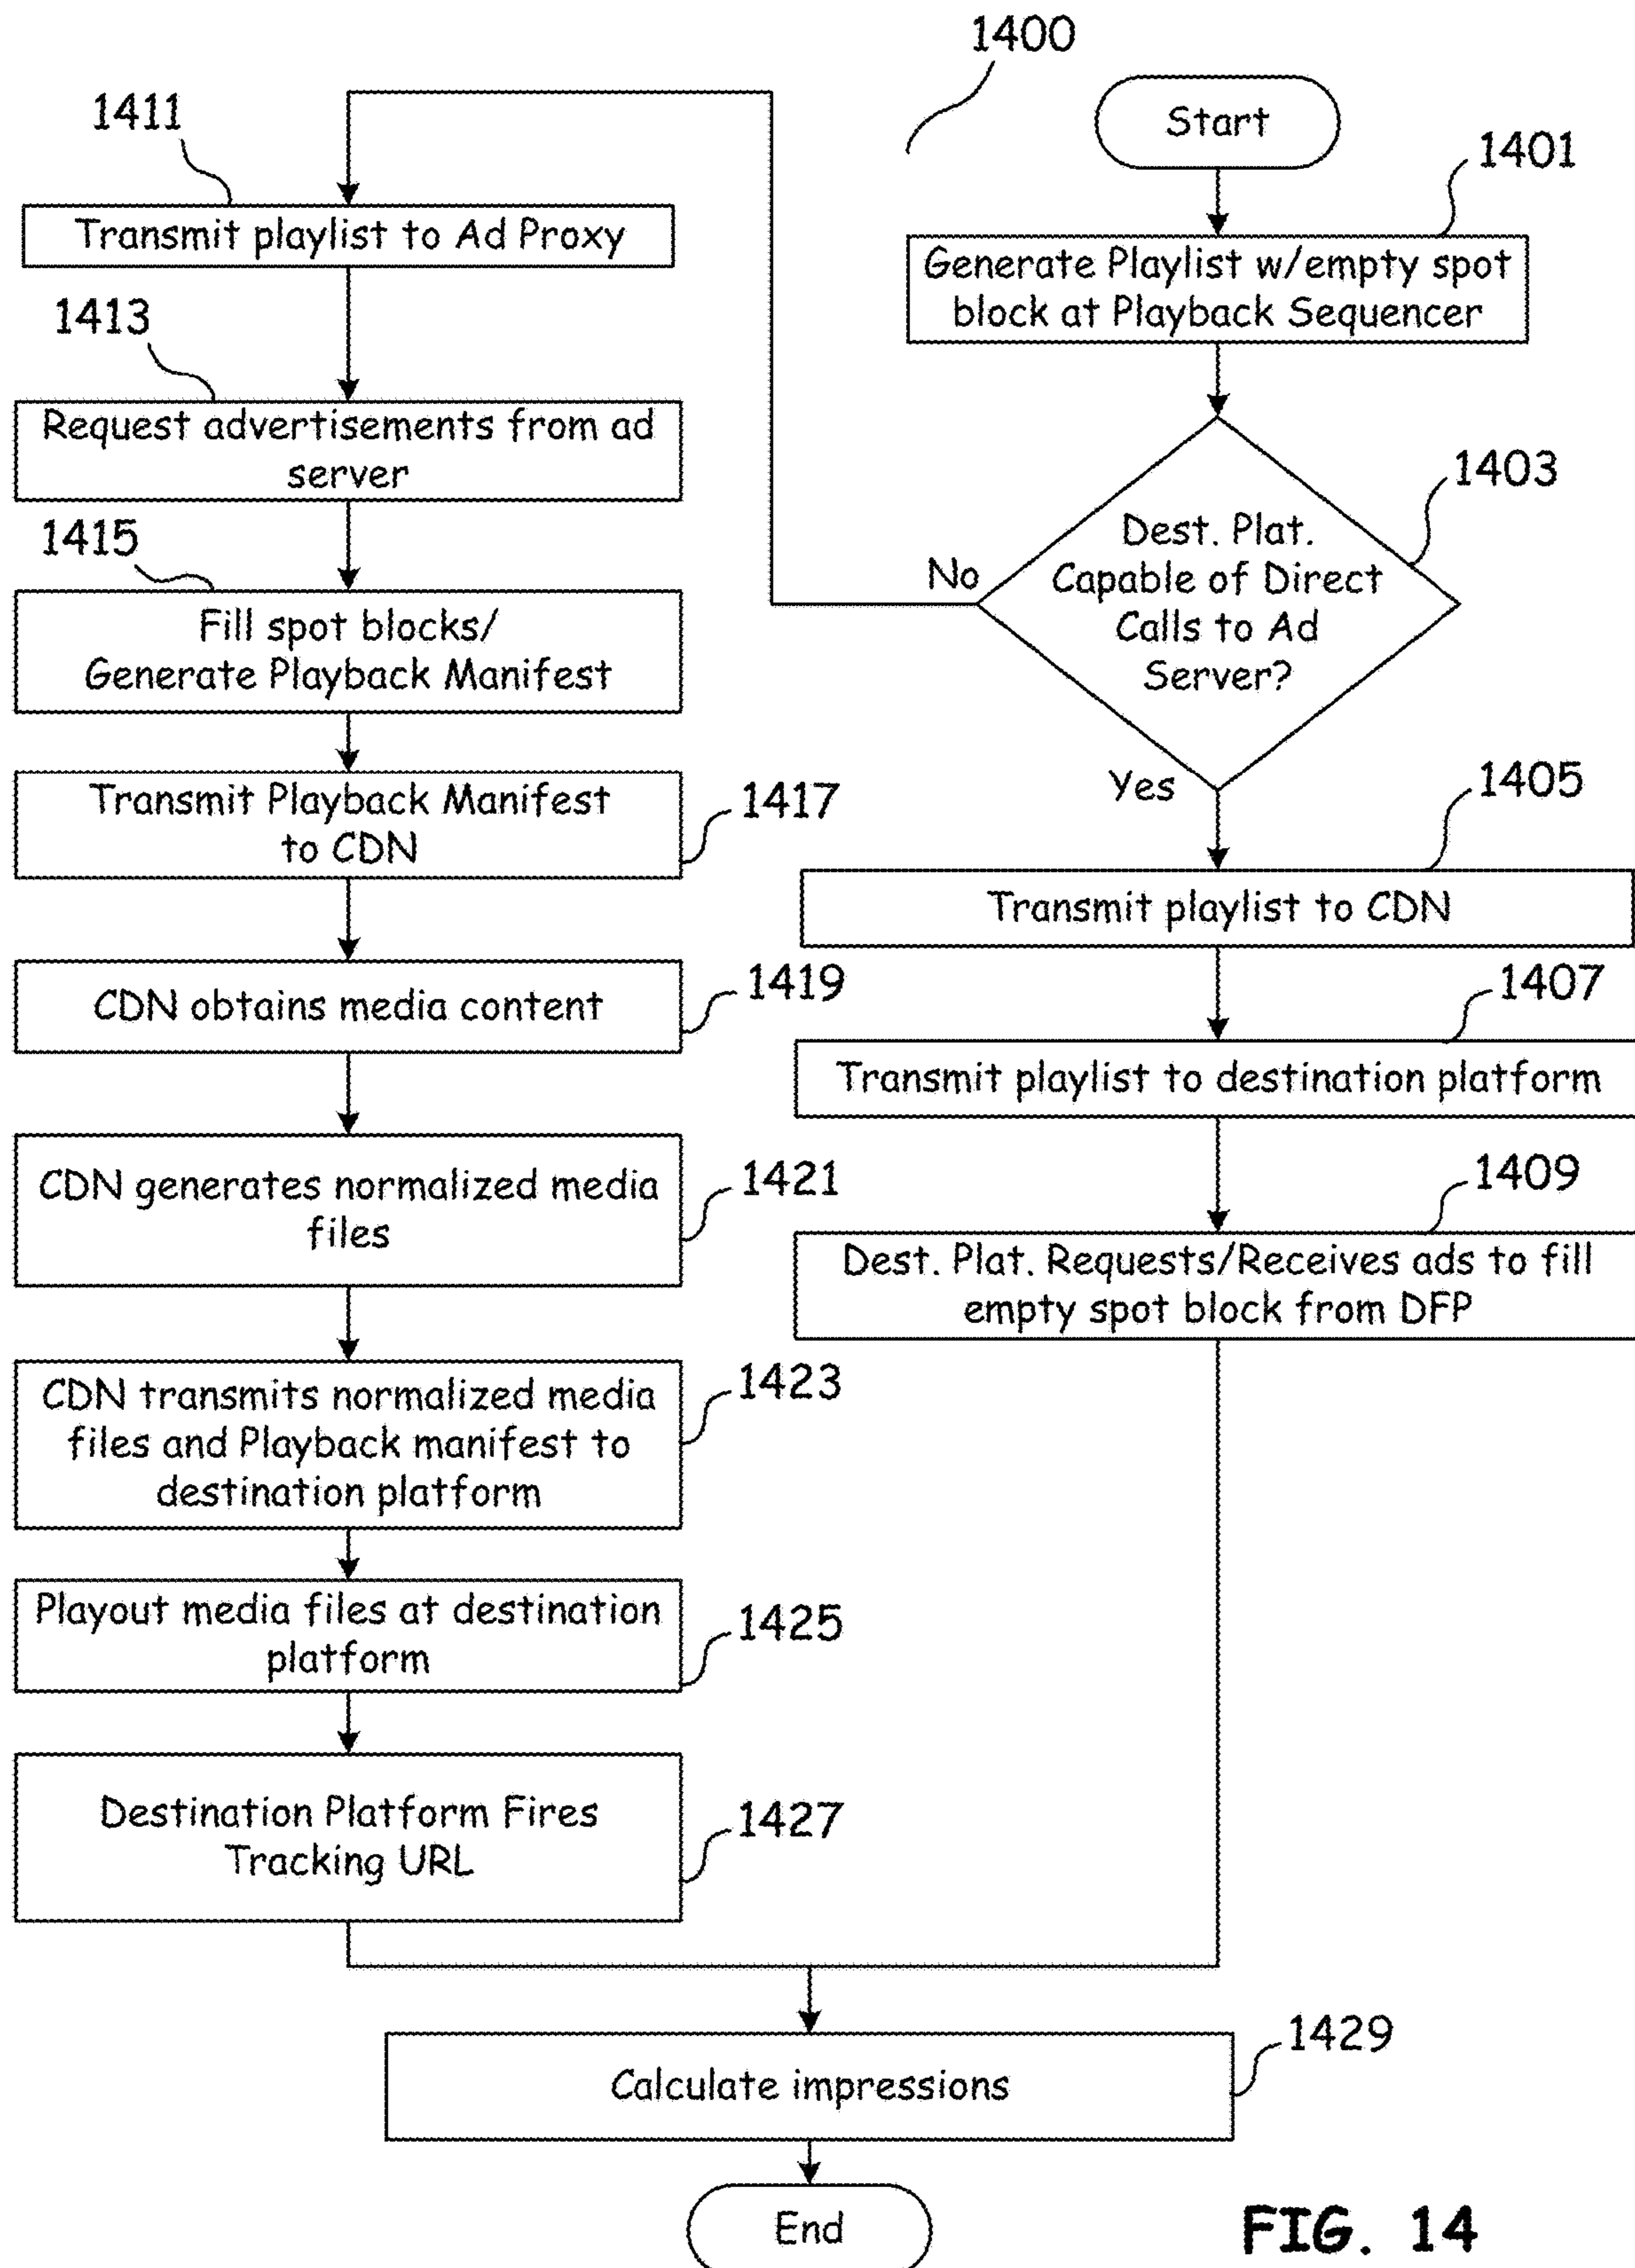 1400
Start
1401
Generate Playlist w/empty spot
block at Playback Sequencer
1403
Dest. Plat.
Capable of Direct
Calls to Ad
Server?
No
Yes
1405
Transmit playlist to CDN
1407
Transmit playlist to destination platform
1409
Dest. Plat. Requests/Receives ads to fill
empty spot block from DFP
1411
Transmit playlist to Ad Proxy
1413
Request advertisements from ad
server
1415
Fill spot blocks/
Generate Playback Manifest
Transmit Playback Manifest
to CDN
1417
CDN obtains media content
1419
CDN generates normalized media
files
1421
CDN transmits normalized media
files and Playback manifest to
destination platform
1423
Playout media files at destination
platform
1425
Destination Platform Fires
Tracking URL
1427
Calculate impressions
1429
End
FIG. 14